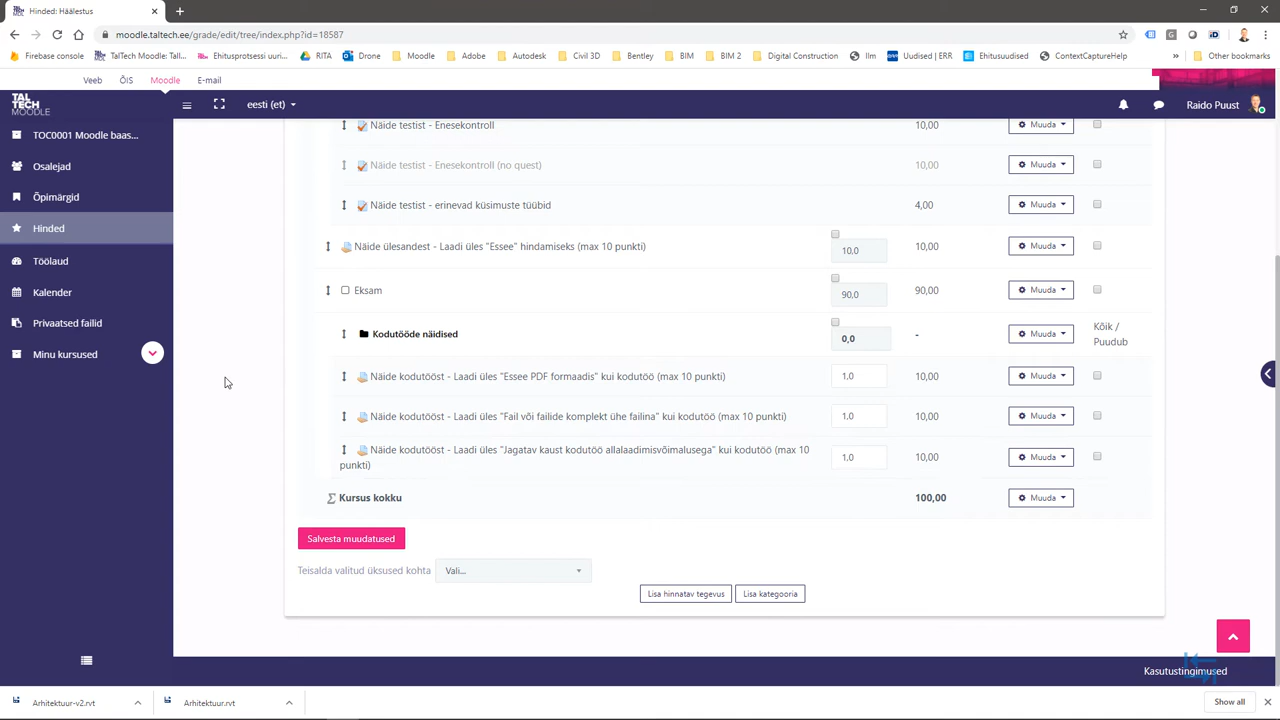 Hinded: Häälestus
moodle.taltech.ee/grade/edit/tree/index.php?id=18587
Firebase console
TalTech Moodle: Tall...
Ehitusprotsessi uuri...
RITA
Drone
Moodle
Adobe
Autodesk
Civil 3D
Bentley
BIM
BIM 2
Digital Construction
Ilm
Uudised | ERR
Ehitusuudised
ContextCaptureHelp
»
Other bookmarks
Veeb
ÕIS
Moodle
E-mail
TAL
TECH
MOODLE
eesti (et)
Raido Puust
TOC0001 Moodle baas...
Osalejad
Õpimärgid
Hinded
Töölaud
Kalender
Privaatsed failid
Minu kursused
Näide testist - Enesekontroll 10,00 Muuda
Näide testist - Enesekontroll (no quest) 10,00 Muuda
Näide testist - erinevad küsimuste tüübid 4,00 Muuda
Näide ülesandest - Laadi üles "Essee" hindamiseks (max 10 punkti) 10,0 10,00 Muuda
Eksam 90,0 90,00 Muuda
Kodutööde näidised 0,0 - Muuda Kõik /
Puudub
Näide kodutööst - Laadi üles "Essee PDF formaadis" kui kodutöö (max 10 punkti) 1,0 10,00 Muuda
Näide kodutööst - Laadi üles "Fail või failide komplekt ühe failina" kui kodutöö (max 10 punkti) 1,0 10,00 Muuda
Näide kodutööst - Laadi üles "Jagatav kaust kodutöö allalaadimisvõimalusega" kui kodutöö (max 10
punkti) 1,0 10,00 Muuda
Kursus kokku 100,00 Muuda
Salvesta muudatused
Teisalda valitud üksused kohta Vali...
Lisa hinnatav tegevus Lisa kategooria
Kasutustingimused
Arhitektuur-v2.rvt
Arhitektuur.rvt
Show all